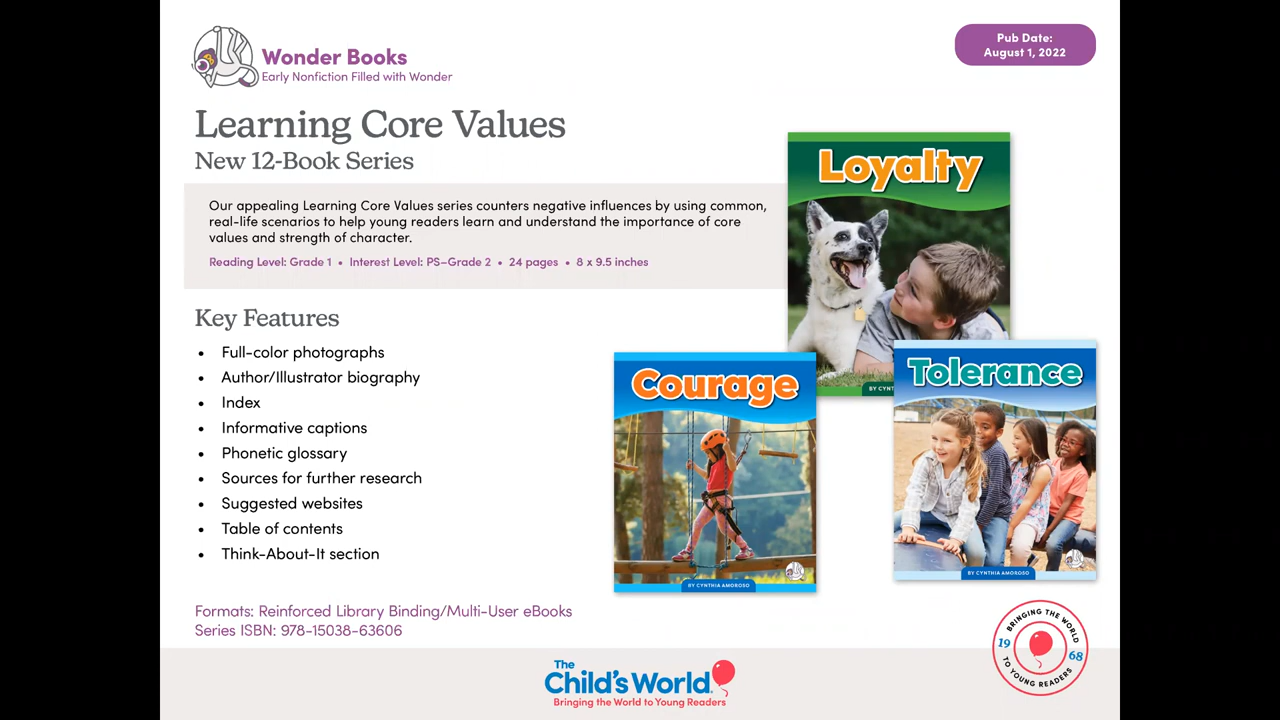 Wonder Books
Early Nonfiction Filled with Wonder
Pub Date:
August 1, 2022
Learning Core Values
New 12-Book Series
Our appealing Learning Core Values series counters negative influences by using common,
real-life scenarios to help young readers learn and understand the importance of core
values and strength of character.
Reading Level: Grade 1 • Interest Level: PS–Grade 2 • 24 pages • 8 x 9.5 inches
Key Features
• Full-color photographs
• Author/Illustrator biography
• Index
• Informative captions
• Phonetic glossary
• Sources for further research
• Suggested websites
• Table of contents
• Think-About-It section
Loyalty
BY CYNT
Courage
BY CYNTHIA AMOROSO
Tolerance
BY CYNTHIA AMOROSO
Formats: Reinforced Library Binding/Multi-User eBooks
Series ISBN: 978-15038-63606
BRINGING THE WORLD
19 68
TO YOUNG READERS
The
Child's World®
Bringing the World to Young Readers